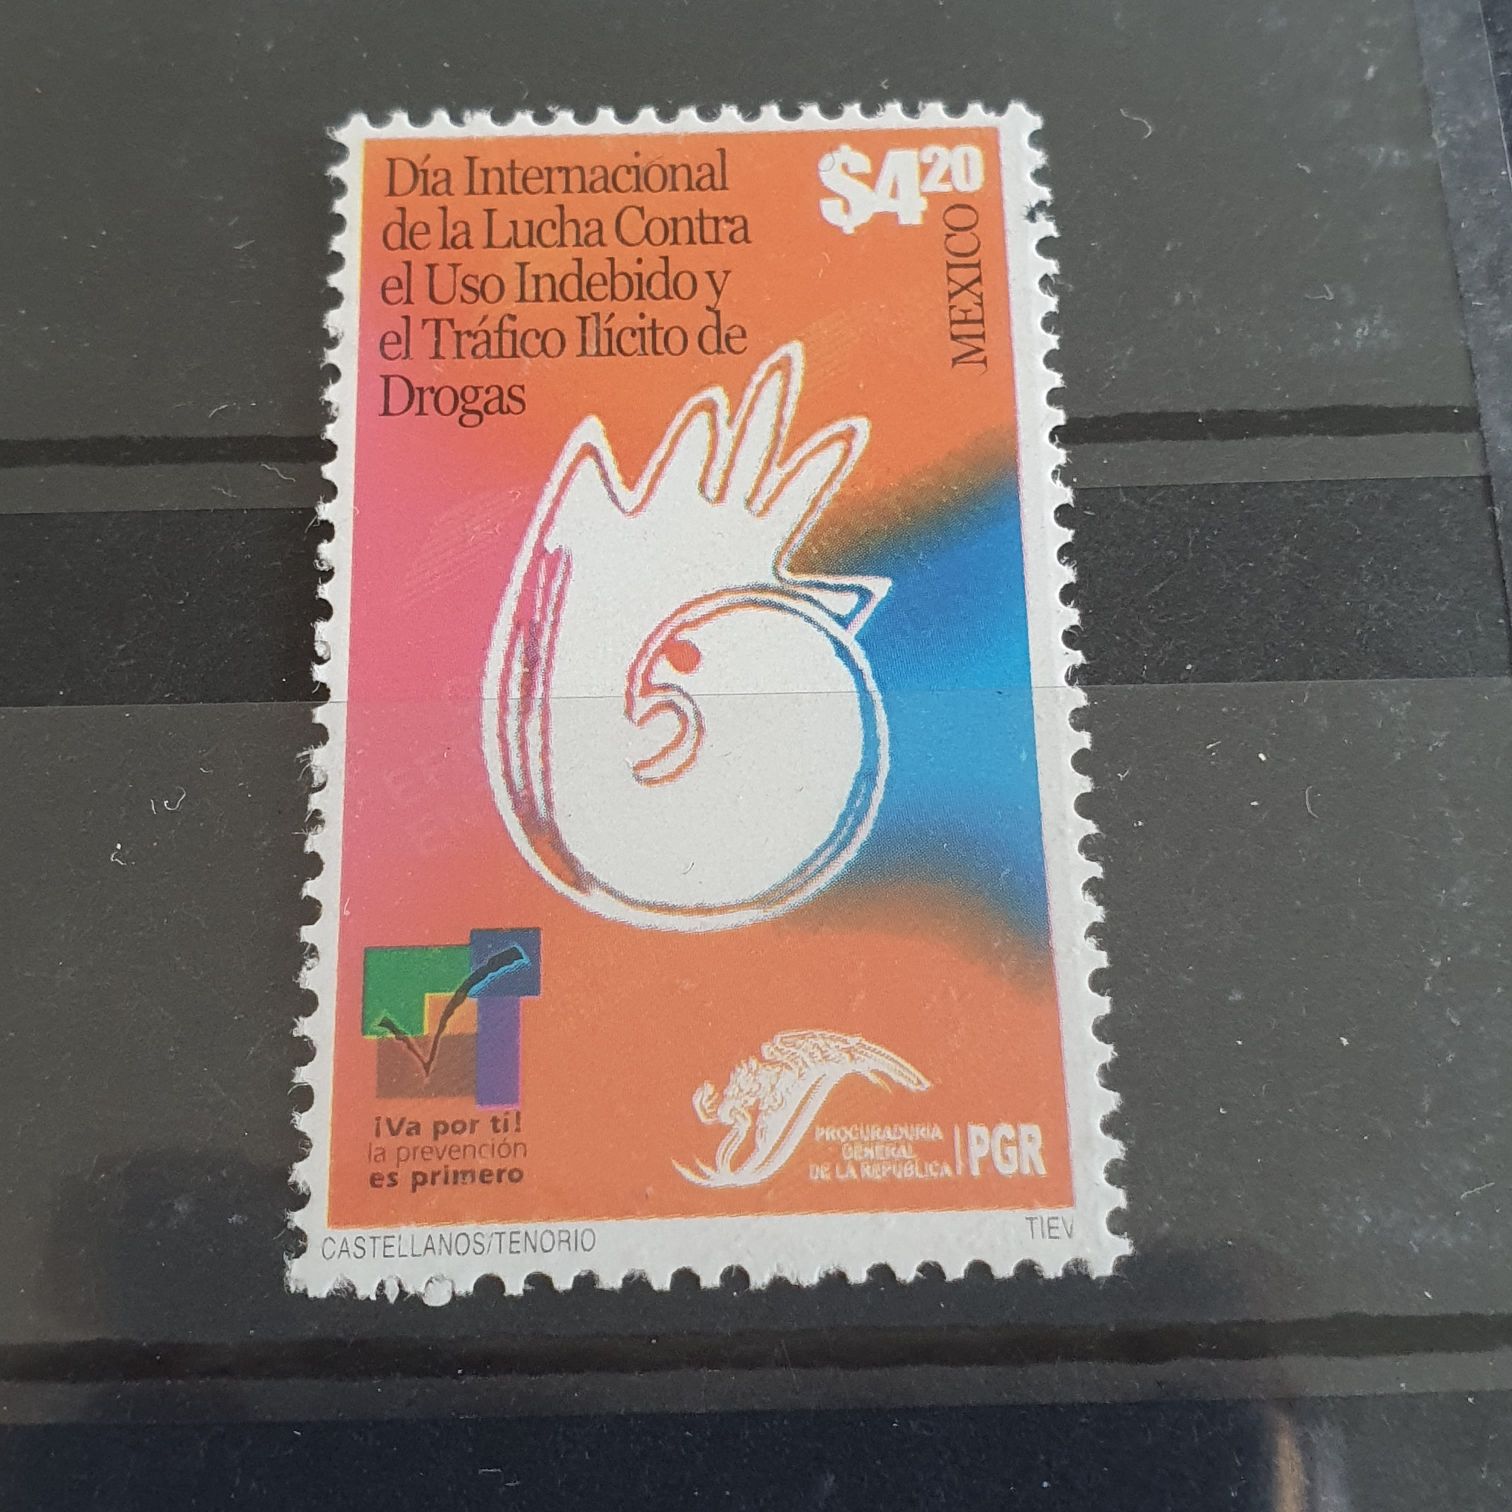 Día Internacional
de la Lucha Contra
el Uso Indebido y
el Tráfico Ilícito de
Drogas
$4.20
MEXICO
¡Va por ti!
la prevención
es primero
PROCURADURIA
GENERAL
DE LA REPUBLICA
PGR
CASTELLANOS/TENORIO
TIEV